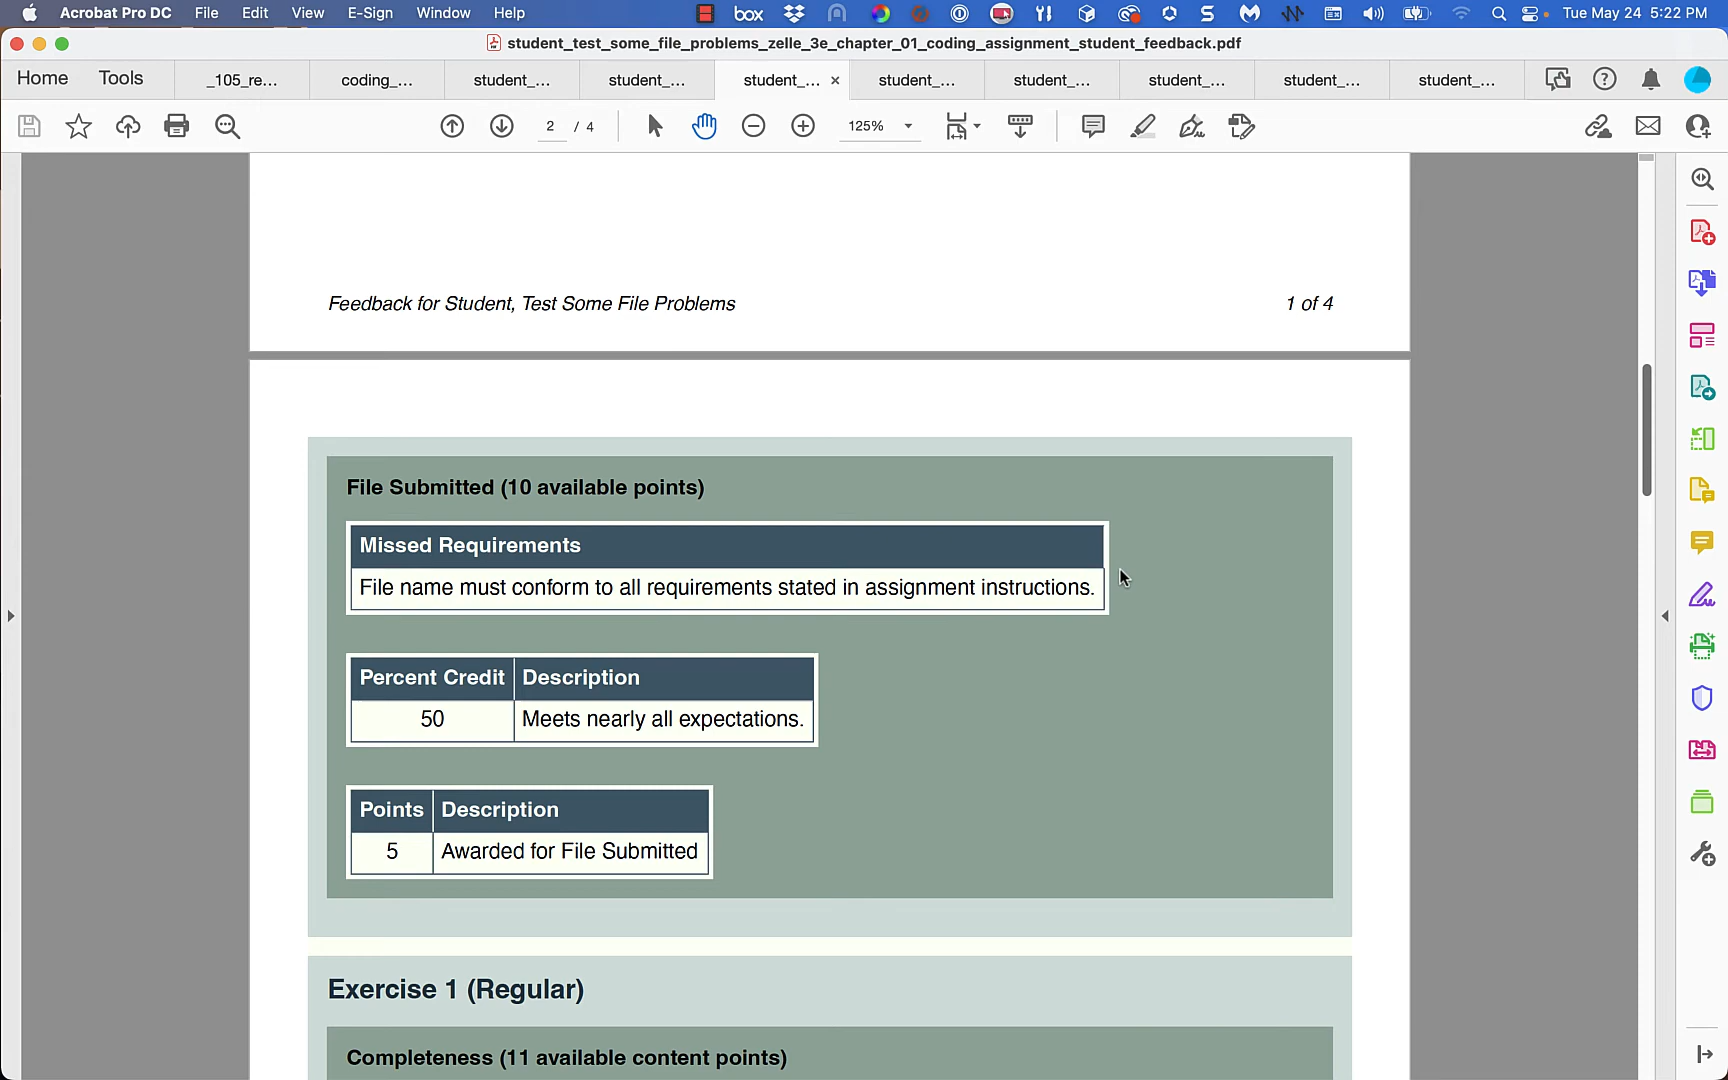 Acrobat Pro DC File Edit View E-Sign Window Help box Tue May 24 5:22 PM
student_test_some_file_problems_zelle_3e_chapter_01_coding_assignment_student_feedback.pdf
Home Tools _105_re... coding_... student_... student_... student_... × student_... student_... student_... student_... student_...
2 / 4 125%
Feedback for Student, Test Some File Problems 1 of 4
File Submitted (10 available points)
Missed Requirements
File name must conform to all requirements stated in assignment instructions.
Percent Credit Description
50 Meets nearly all expectations.
Points Description
5 Awarded for File Submitted
Exercise 1 (Regular)
Completeness (11 available content points)